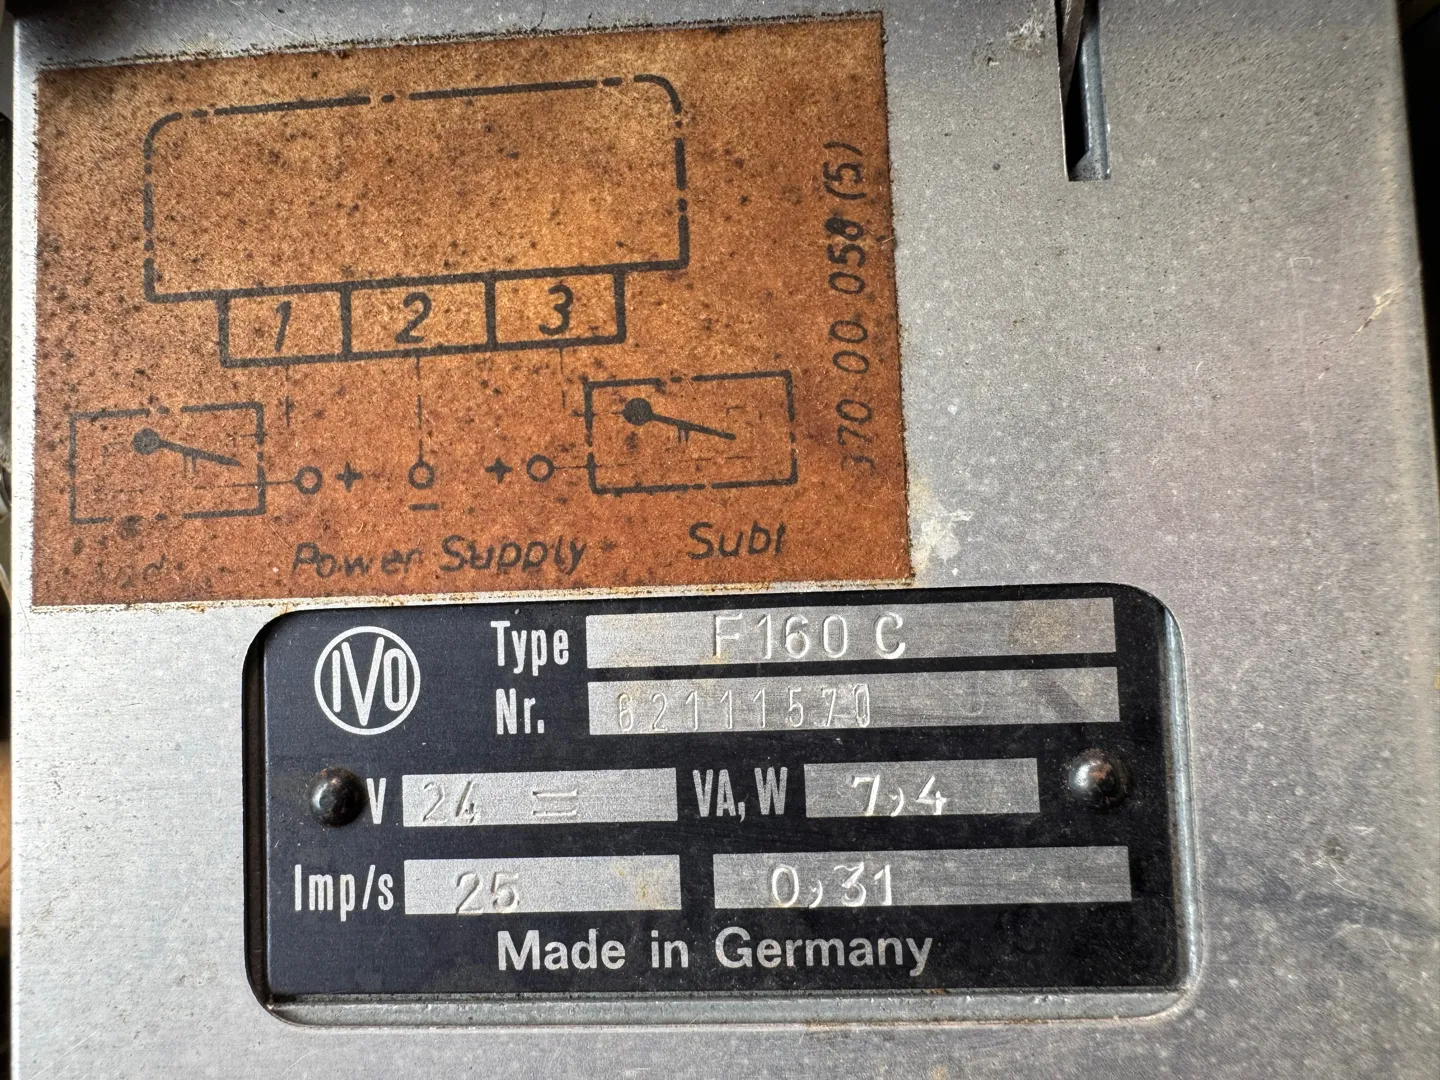 370 00 058 (5)
1 2 3
+ − +
Power Supply
Subt
IVO
Type F160 C
Nr. 62111570
V 24 = VA, W 7,4
Imp/s 25 0,31
Made in Germany